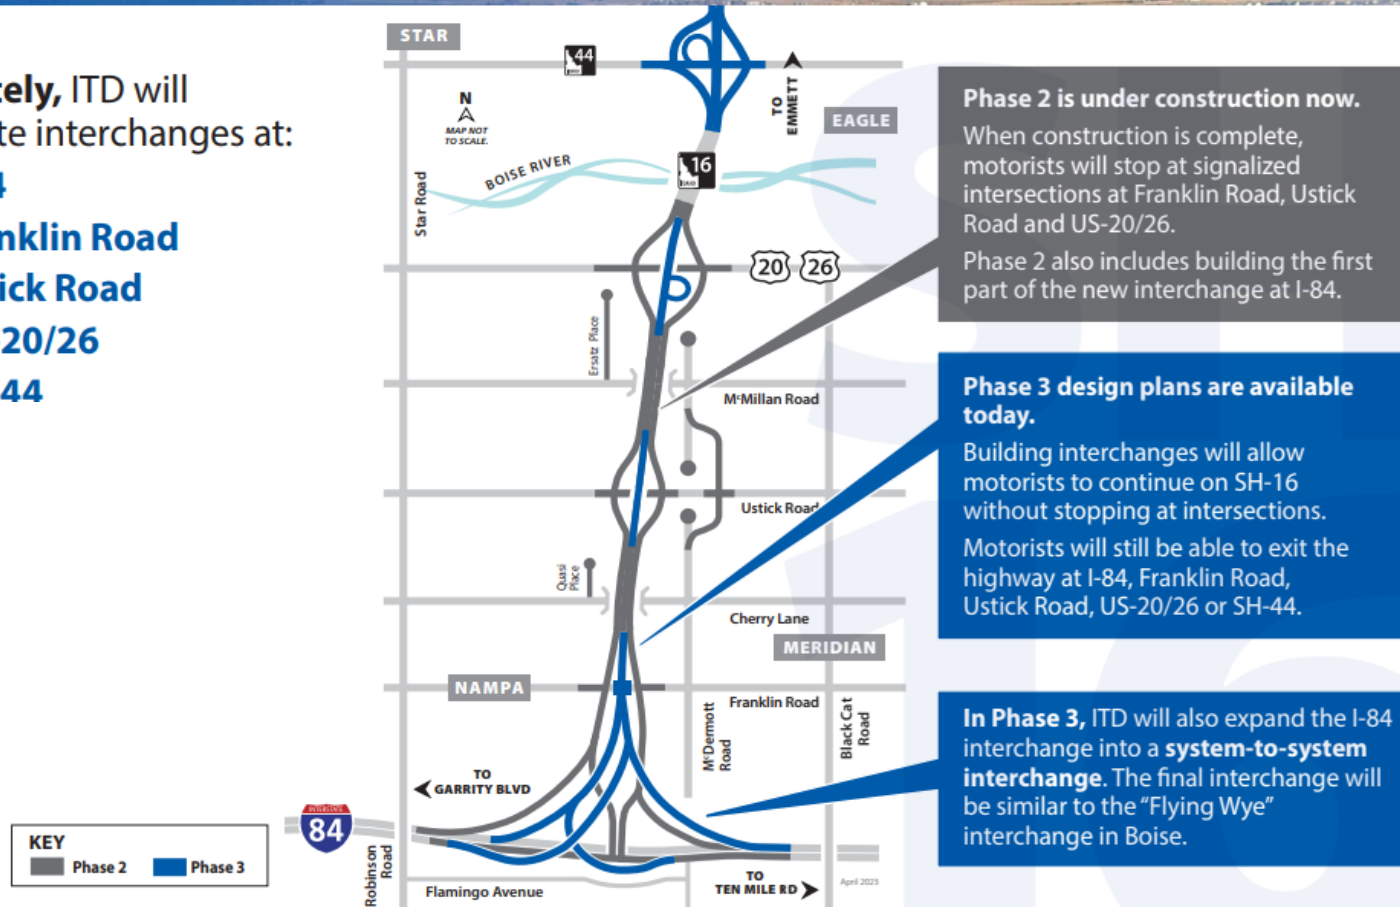 tely, ITD will
te interchanges at:
4
nklin Road
ick Road
20/26
44
STAR
44
TO
EMMETT
EAGLE
N
MAP NOT
TO SCALE.
BOISE RIVER
16
Star Road
20 26
Ersatz Place
McMillan Road
Ustick Road
Quasi
Place
Cherry Lane
MERIDIAN
NAMPA
Franklin Road
McDermott
Road
Black Cat
Road
TO
GARRITY BLVD
INTERSTATE
84
Robinson
Road
Flamingo Avenue
TO
TEN MILE RD
April 2025
KEY
Phase 2 Phase 3
Phase 2 is under construction now.
When construction is complete,
motorists will stop at signalized
intersections at Franklin Road, Ustick
Road and US-20/26.
Phase 2 also includes building the first
part of the new interchange at I-84.
Phase 3 design plans are available
today.
Building interchanges will allow
motorists to continue on SH-16
without stopping at intersections.
Motorists will still be able to exit the
highway at I-84, Franklin Road,
Ustick Road, US-20/26 or SH-44.
In Phase 3, ITD will also expand the I-84
interchange into a system-to-system
interchange. The final interchange will
be similar to the “Flying Wye”
interchange in Boise.